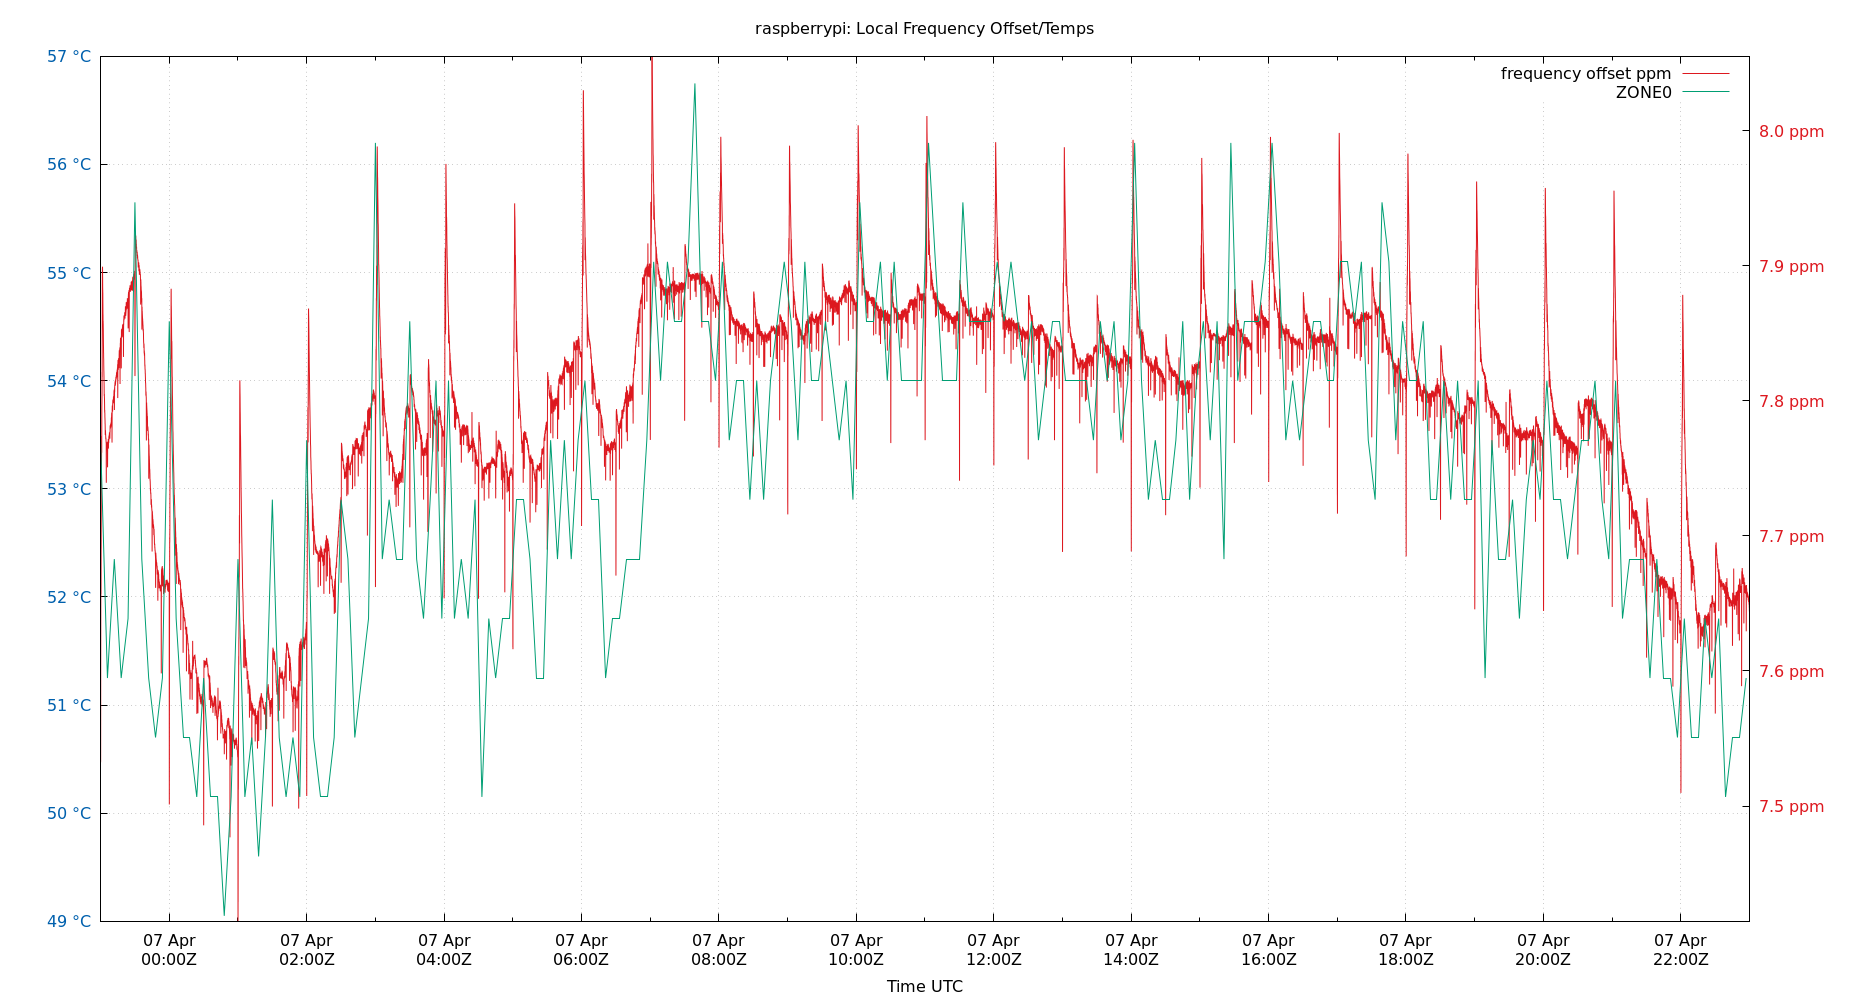 raspberrypi: Local Frequency Offset/Temps
frequency offset ppm
ZONE0
57 °C
56 °C
55 °C
54 °C
53 °C
52 °C
51 °C
50 °C
49 °C
8.0 ppm
7.9 ppm
7.8 ppm
7.7 ppm
7.6 ppm
7.5 ppm
07 Apr
00:00Z
07 Apr
02:00Z
07 Apr
04:00Z
07 Apr
06:00Z
07 Apr
08:00Z
07 Apr
10:00Z
07 Apr
12:00Z
07 Apr
14:00Z
07 Apr
16:00Z
07 Apr
18:00Z
07 Apr
20:00Z
07 Apr
22:00Z
Time UTC